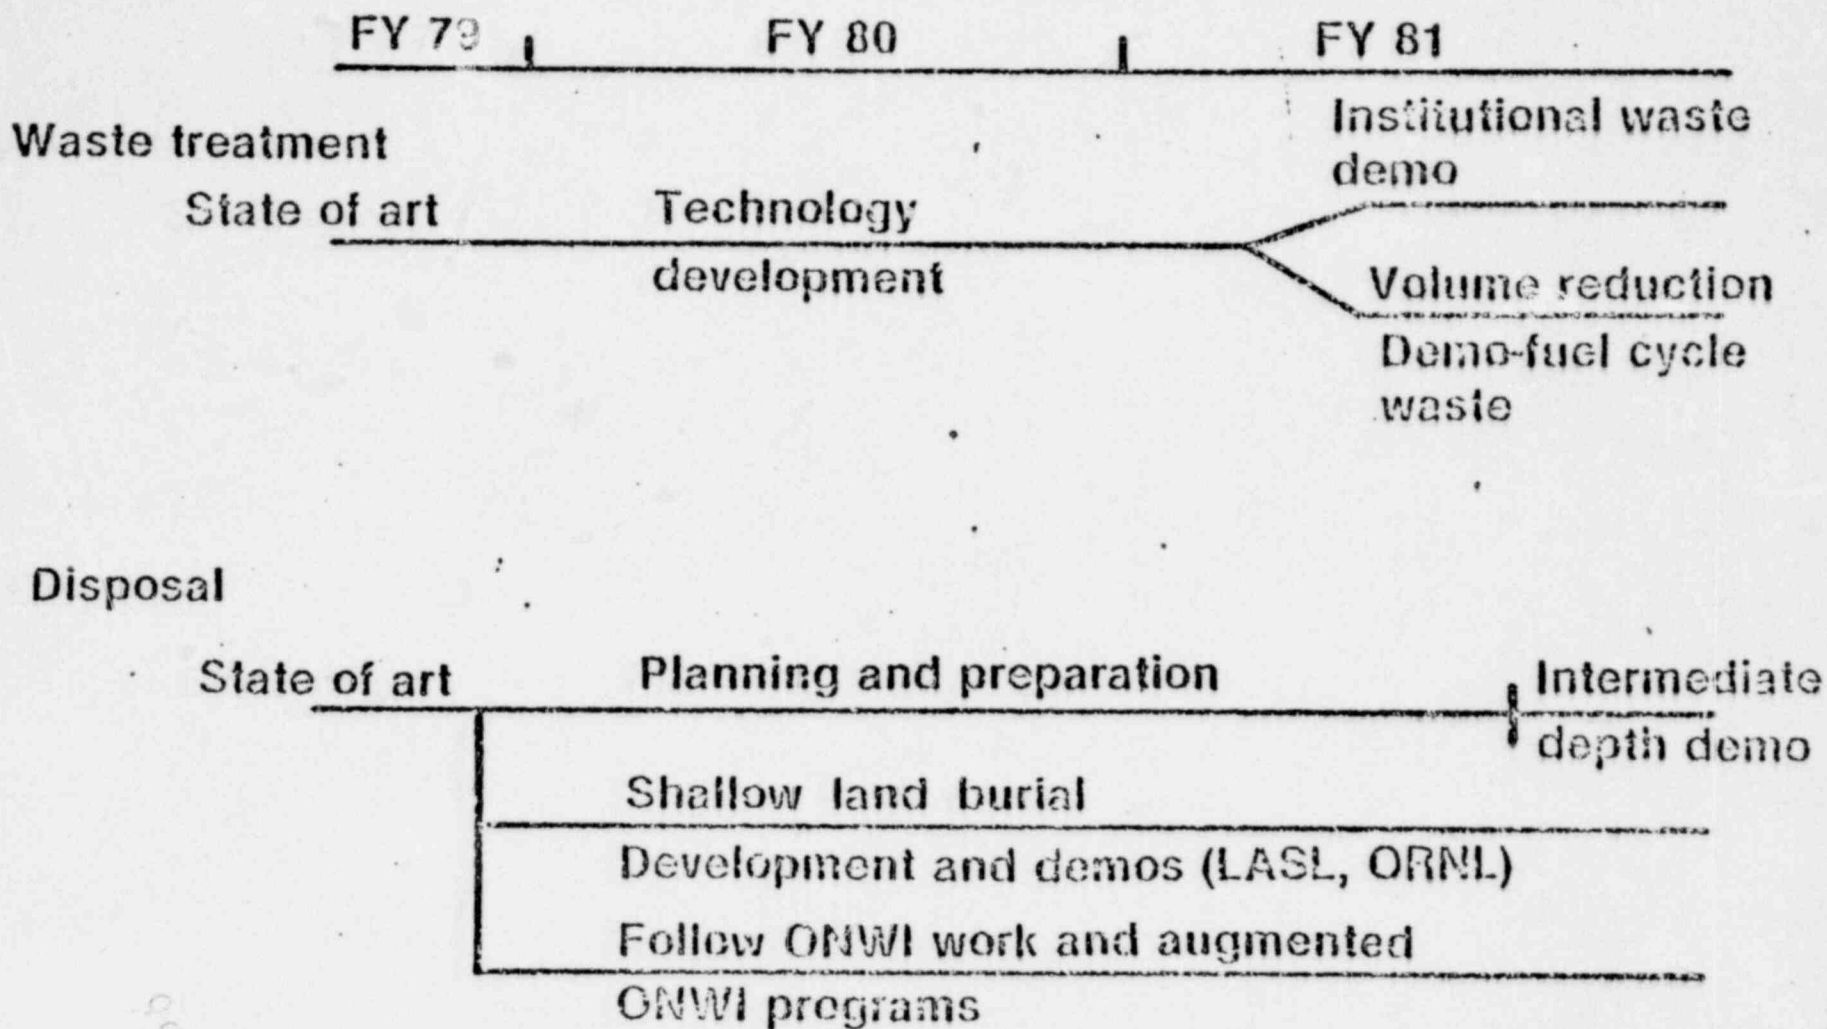 FY 79 FY 80 FY 81
Waste treatment
State of art
Technology
development
Institutional waste
demo
Volume reduction
Demo-fuel cycle
waste
Disposal
State of art
Planning and preparation
Intermediate
depth demo
Shallow land burial
Development and demos (LASL, ORNL)
Follow ONWI work and augmented
ONWI programs